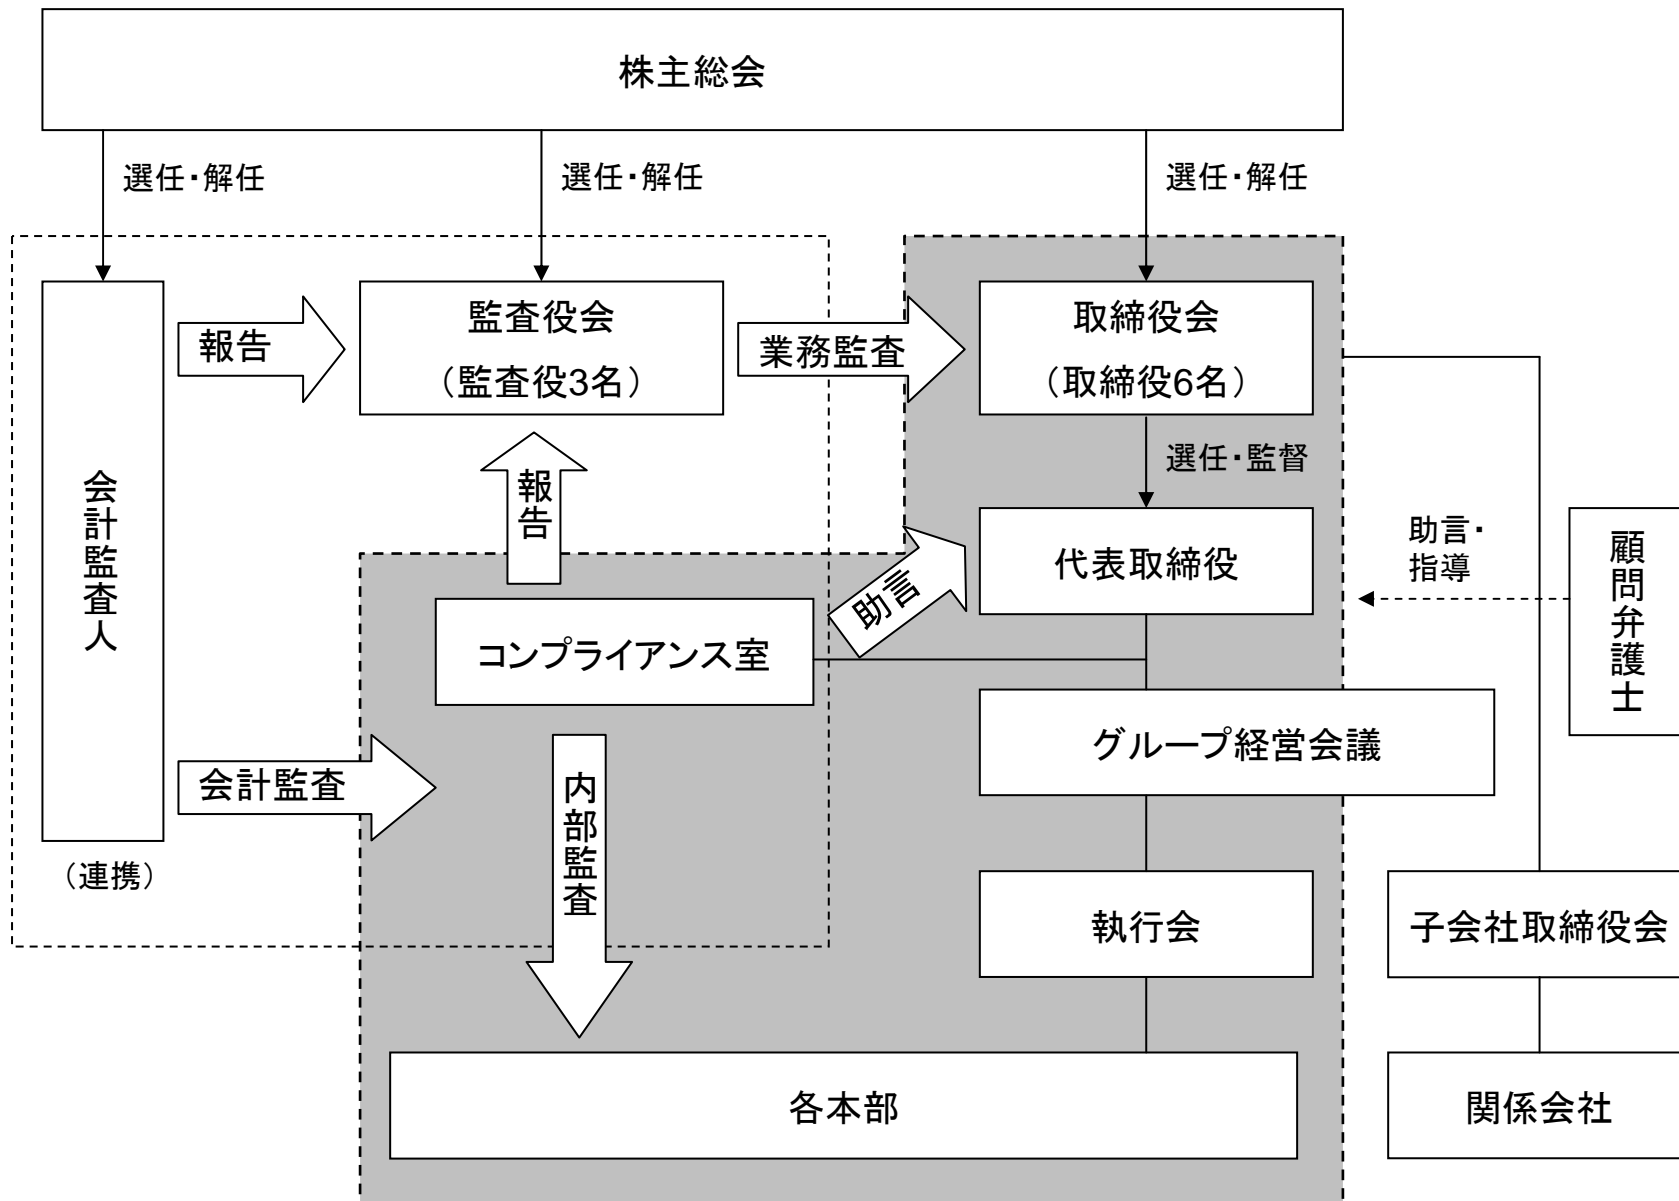 株主総会
選任・解任
選任・解任
選任・解任
会計監査人
報告
監査役会
（監査役3名）
業務監査
取締役会
（取締役6名）
選任・監督
報告
助言
代表取締役
助言・
指導
顧問弁護士
コンプライアンス室
グループ経営会議
会計監査
内部監査
（連携）
執行会
子会社取締役会
各本部
関係会社